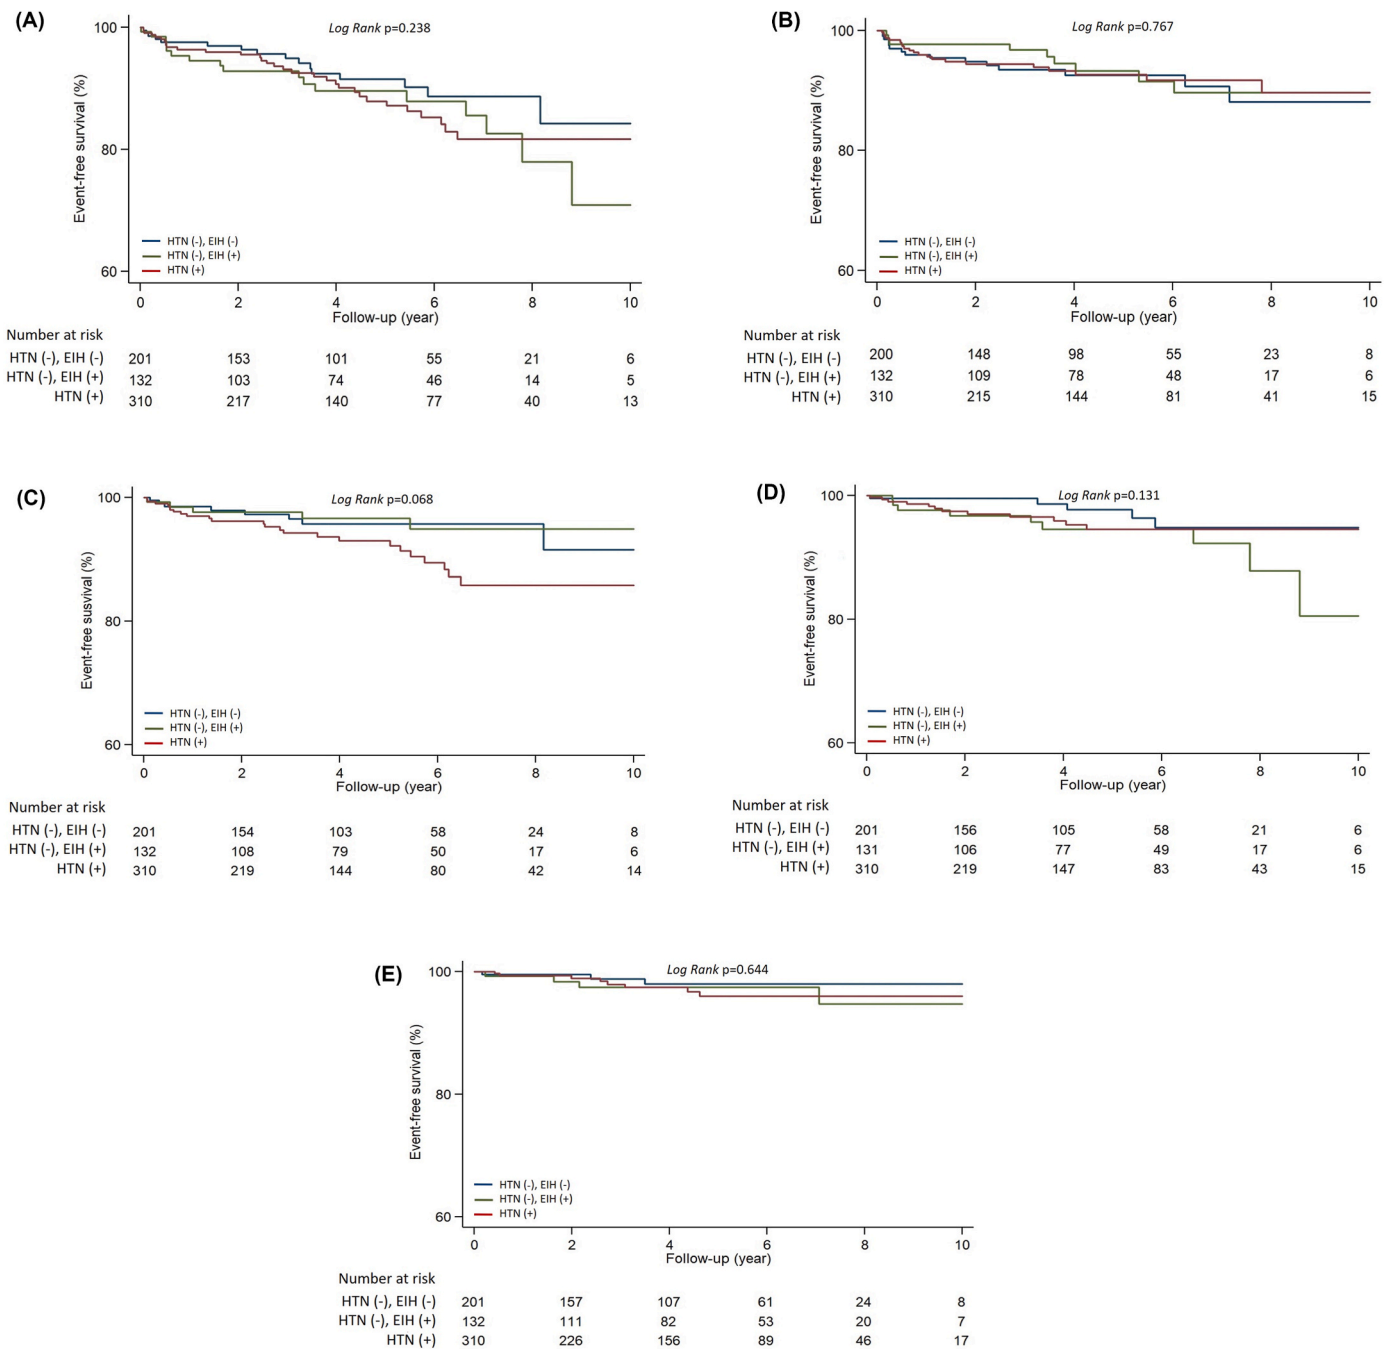 (A)
Log Rank p=0.238
Event-free survival (%)
100
80
60
HTN (-), EIH (-)
HTN (-), EIH (+)
HTN (+)
0 2 4 6 8 10
Follow-up (year)
Number at risk
HTN (-), EIH (-) 201 153 101 55 21 6
HTN (-), EIH (+) 132 103 74 46 14 5
HTN (+) 310 217 140 77 40 13
(B)
Log Rank p=0.767
Event-free survival (%)
100
80
60
HTN (-), EIH (-)
HTN (-), EIH (+)
HTN (+)
0 2 4 6 8 10
Follow-up (year)
Number at risk
HTN (-), EIH (-) 200 148 98 55 23 8
HTN (-), EIH (+) 132 109 78 48 17 6
HTN (+) 310 215 144 81 41 15
(C)
Log Rank p=0.068
Event-free susvival (%)
100
80
60
HTN (-), EIH (-)
HTN (-), EIH (+)
HTN (+)
0 2 4 6 8 10
Follow-up (year)
Number at risk
HTN (-), EIH (-) 201 154 103 58 24 8
HTN (-), EIH (+) 132 108 79 50 17 6
HTN (+) 310 219 144 80 42 14
(D)
Log Rank p=0.131
Event-free survival (%)
100
80
60
HTN (-), EIH (-)
HTN (-), EIH (+)
HTN (+)
0 2 4 6 8 10
Follow-up (year)
Number at risk
HTN (-), EIH (-) 201 156 105 58 21 6
HTN (-), EIH (+) 131 106 77 49 17 6
HTN (+) 310 219 147 83 43 15
(E)
Log Rank p=0.644
Event-free survival (%)
100
80
60
HTN (-), EIH (-)
HTN (-), EIH (+)
HTN (+)
0 2 4 6 8 10
Follow-up (year)
Number at risk
HTN (-), EIH (-) 201 157 107 61 24 8
HTN (-), EIH (+) 132 111 82 53 20 7
HTN (+) 310 226 156 89 46 17